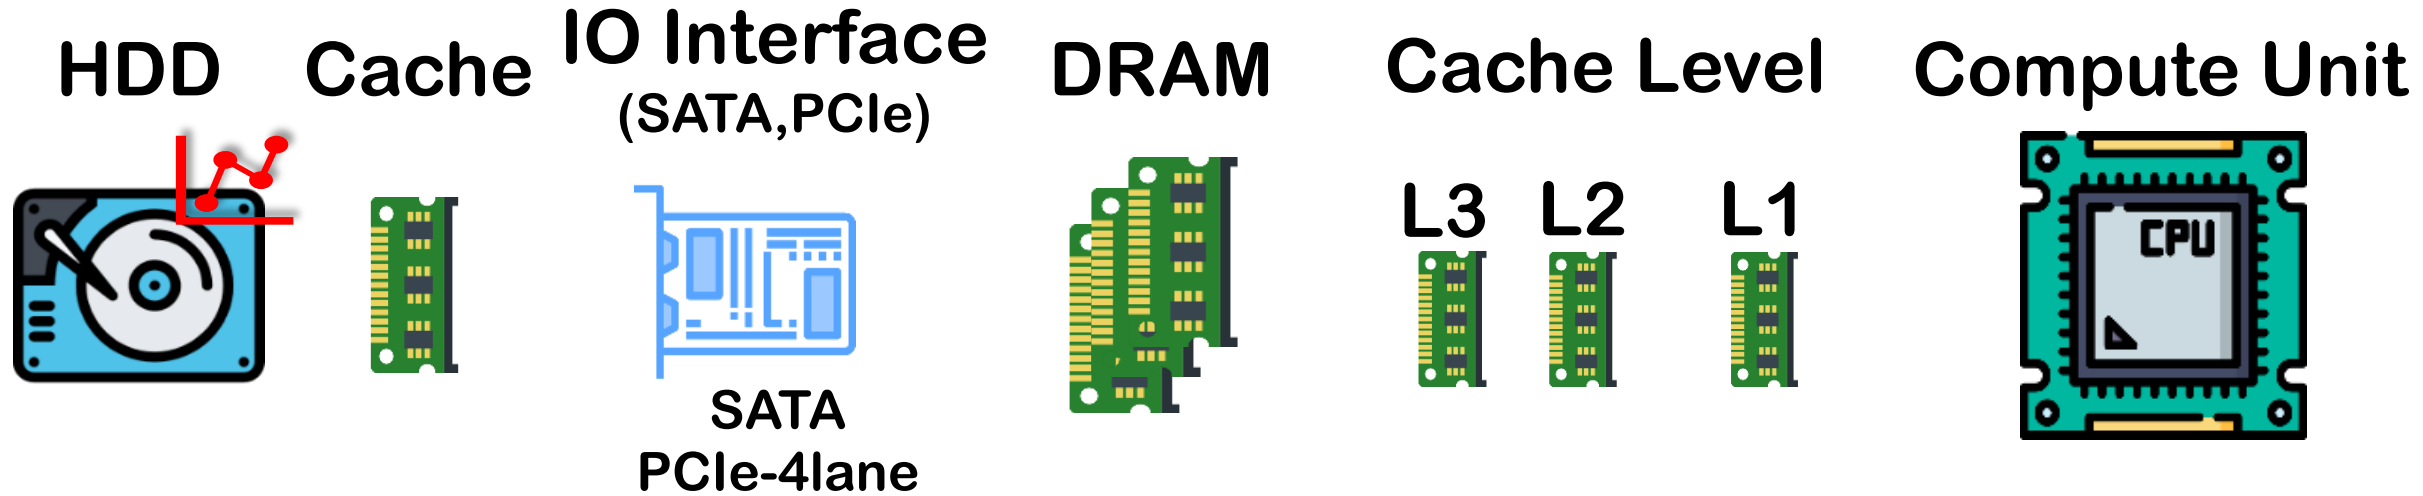 HDD
Cache
IO Interface
(SATA,PCIe)
DRAM
Cache Level
Compute Unit
L3
L2
L1
CPU
SATA
PCIe-4lane